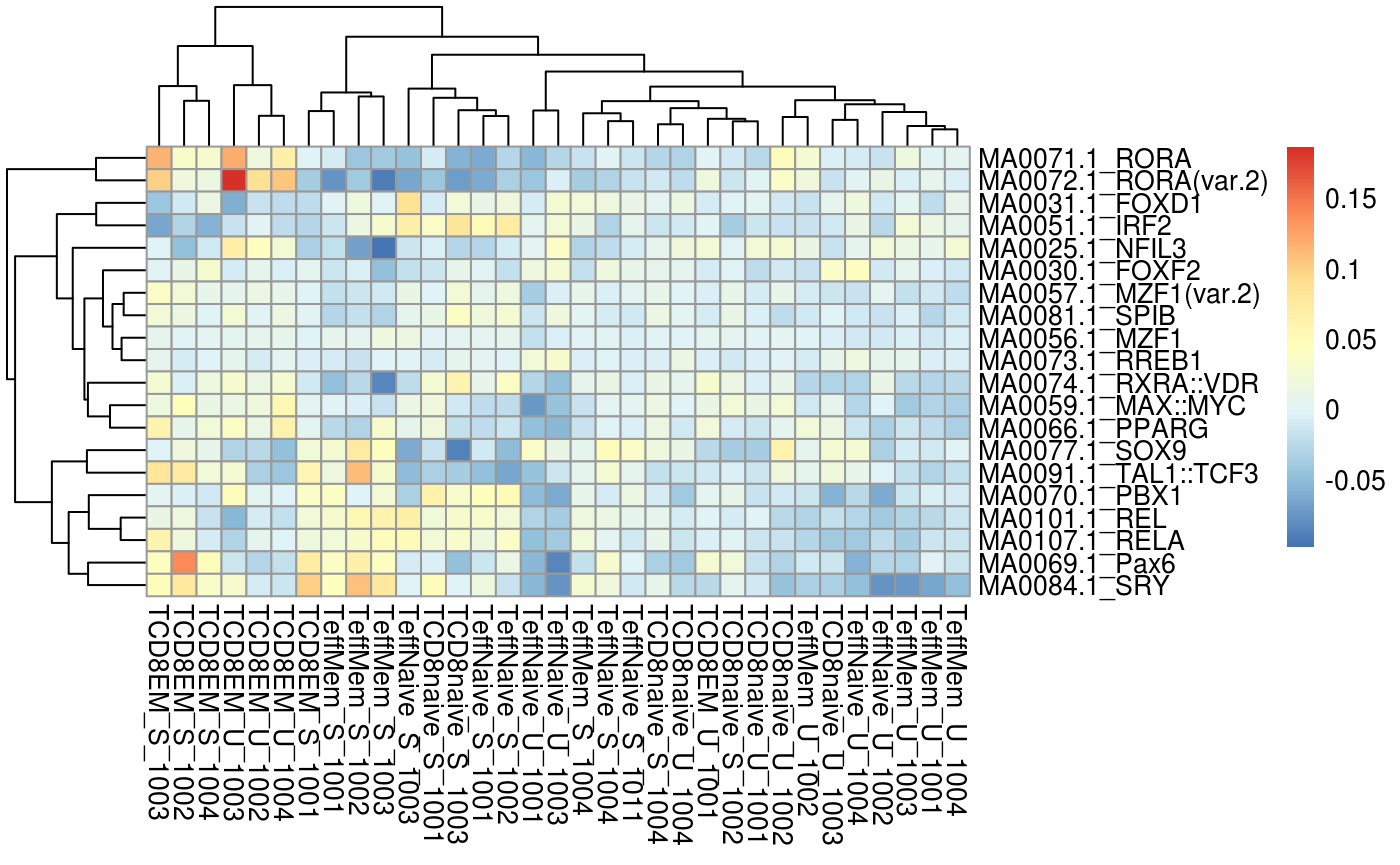 MA0071.1_RORA
MA0072.1_RORA(var.2)
MA0031.1_FOXD1
MA0051.1_IRF2
MA0025.1_NFIL3
MA0030.1_FOXF2
MA0057.1_MZF1(var.2)
MA0081.1_SPIB
MA0056.1_MZF1
MA0073.1_RREB1
MA0074.1_RXRA::VDR
MA0059.1_MAX::MYC
MA0066.1_PPARG
MA0077.1_SOX9
MA0091.1_TAL1::TCF3
MA0070.1_PBX1
MA0101.1_REL
MA0107.1_RELA
MA0069.1_Pax6
MA0084.1_SRY
0.15
0.1
0.05
0
-0.05
TCD8EM_S_1003
TCD8EM_S_1002
TCD8EM_S_1004
TCD8EM_U_1003
TCD8EM_U_1002
TCD8EM_U_1004
TCD8EM_S_1001
TeffMem_S_1001
TeffMem_S_1002
TeffMem_S_1003
TeffNaive_S_1003
TCD8naive_S_1001
TCD8naive_S_1003
TeffNaive_S_1001
TeffNaive_S_1002
TeffNaive_U_1001
TeffNaive_U_1003
TeffMem_S_1004
TeffNaive_S_1004
TeffNaive_S_1011
TCD8naive_S_1004
TCD8naive_U_1004
TCD8EM_U_1001
TCD8naive_S_1002
TCD8naive_U_1001
TCD8naive_U_1002
TeffMem_U_1002
TCD8naive_U_1003
TeffNaive_U_1004
TeffNaive_U_1002
TeffMem_U_1003
TeffMem_U_1001
TeffMem_U_1004